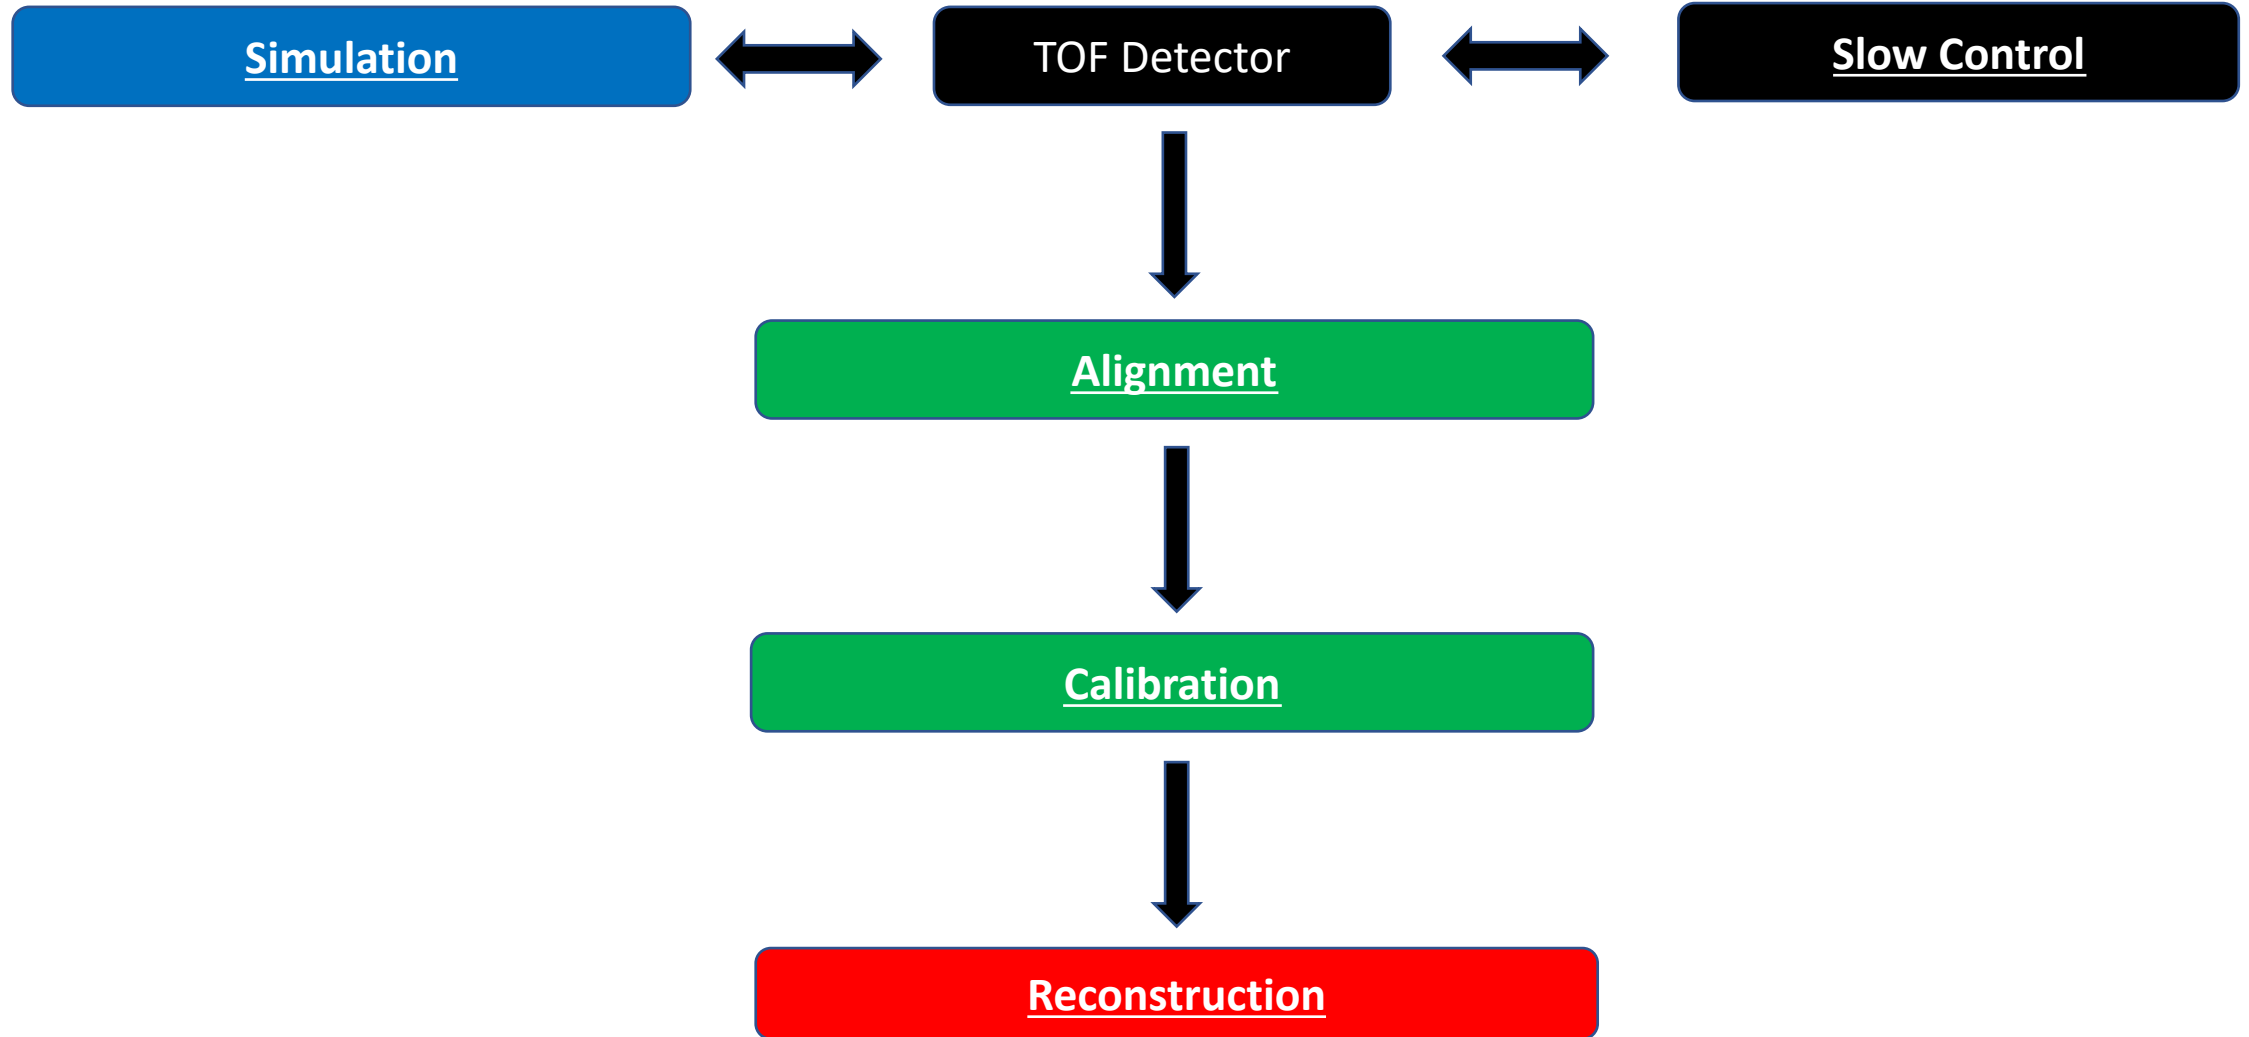 Simulation
TOF Detector
Slow Control
Alignment
Calibration
Reconstruction